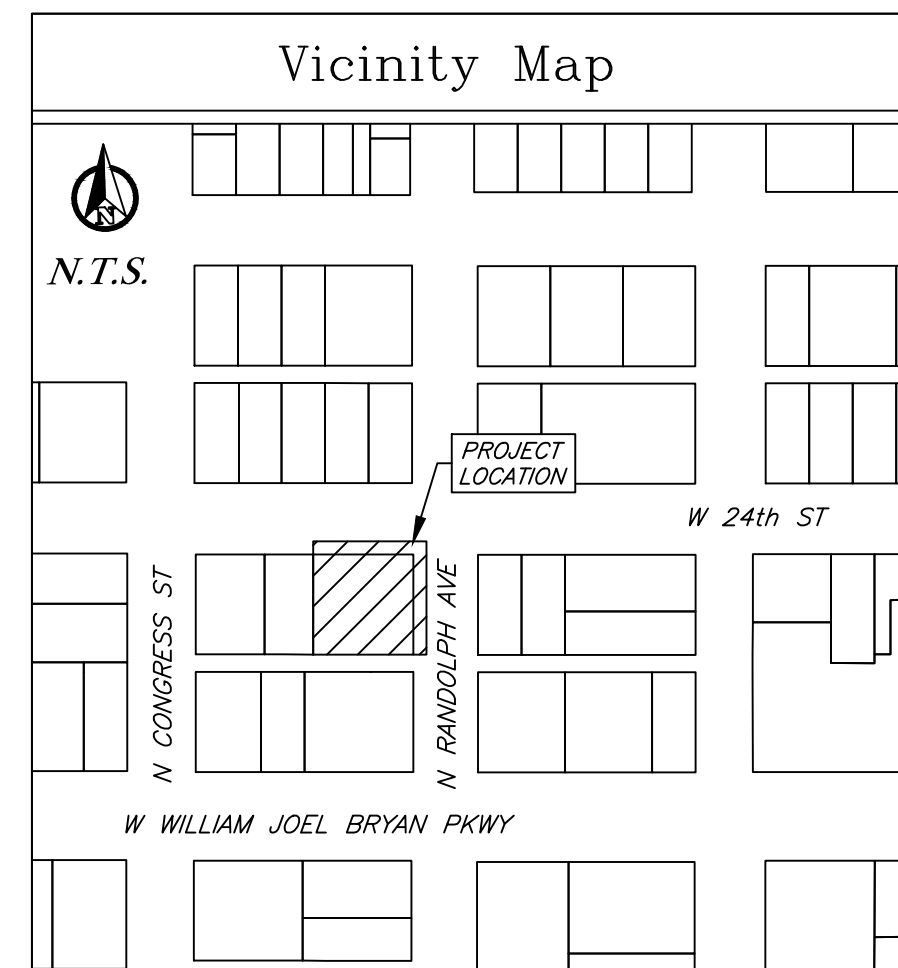 Vicinity Map
N
N.T.S.
PROJECT
LOCATION
W 24th ST
N CONGRESS ST
N RANDOLPH AVE
W WILLIAM JOEL BRYAN PKWY